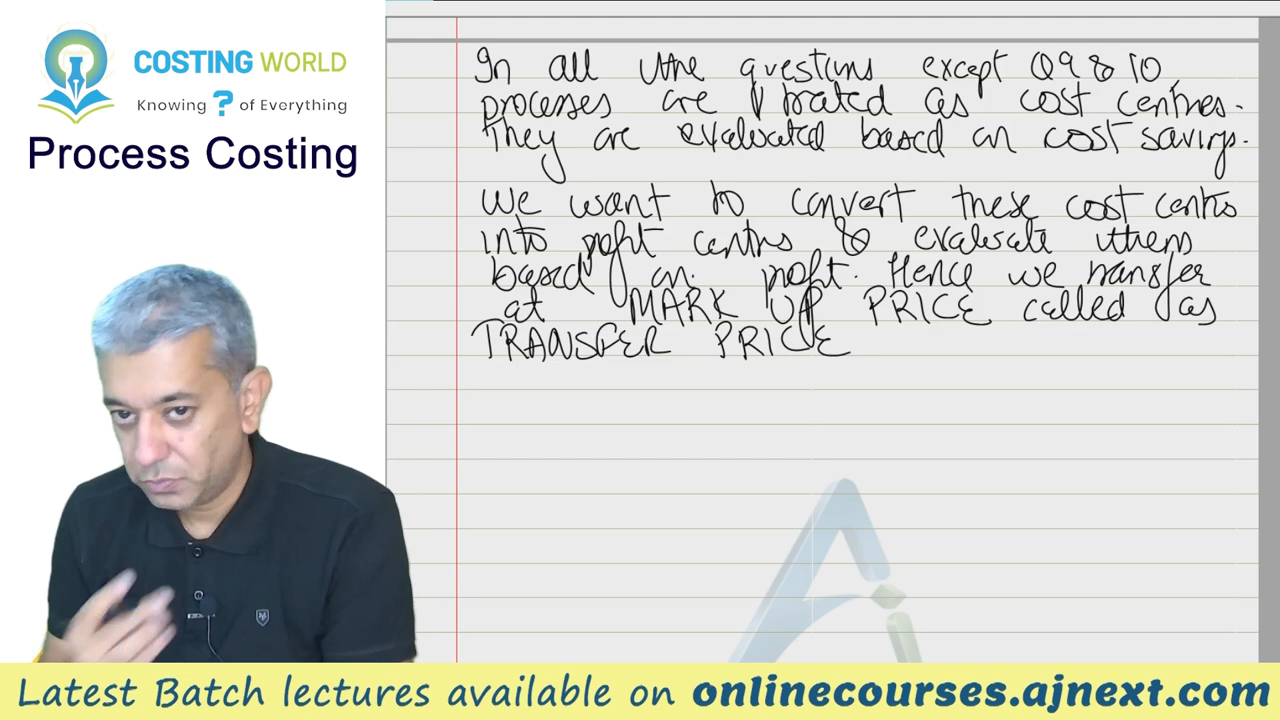 COSTING WORLD
Knowing ? of Everything
Process Costing
In all the questions except Q9 & 10
processes are treated as cost centres.
They are evaluated based on cost savings.
We want to convert these cost centres
into profit centres & evaluate them
based on profit. Hence we transfer
at MARK UP PRICE called as
TRANSFER PRICE
Latest Batch lectures available on onlinecourses.ajnext.com